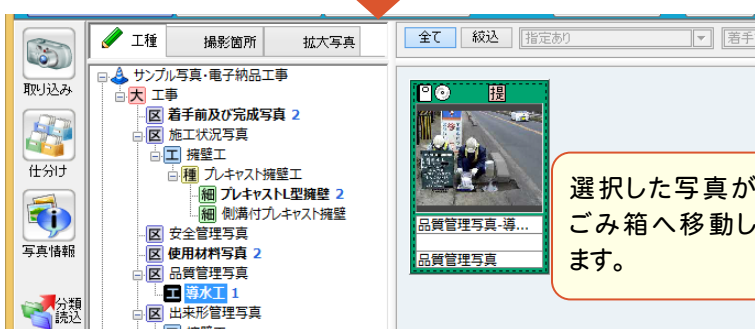 工種
撮影箇所
拡大写真
全て
絞込
指定あり
着手
取り込み
仕分け
写真情報
分類
読込
サンプル写真・電子納品工事
大 工事
区 着手前及び完成写真 2
区 施工状況写真
工 擁壁工
種 プレキャスト擁壁工
細 プレキャストL型擁壁 2
細 側溝付プレキャスト擁壁
区 安全管理写真
区 使用材料写真 2
区 品質管理写真
工 導水工 1
区 出来形管理写真
提
品質管理写真-導...
品質管理写真
選択した写真が
ごみ箱へ移動し
ます。